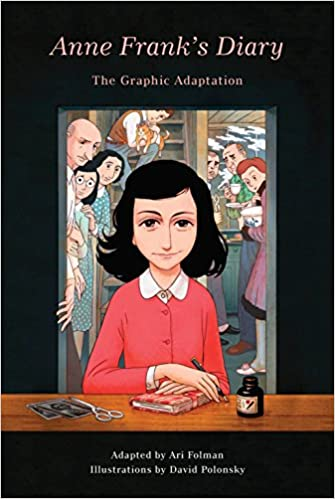 Anne Frank's Diary
The Graphic Adaptation
Adapted by Ari Folman
Illustrations by David Polonsky